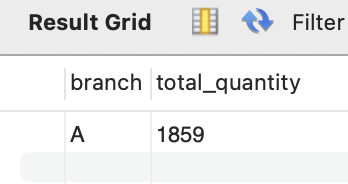 Result Grid Filter
branch total_quantity
A 1859